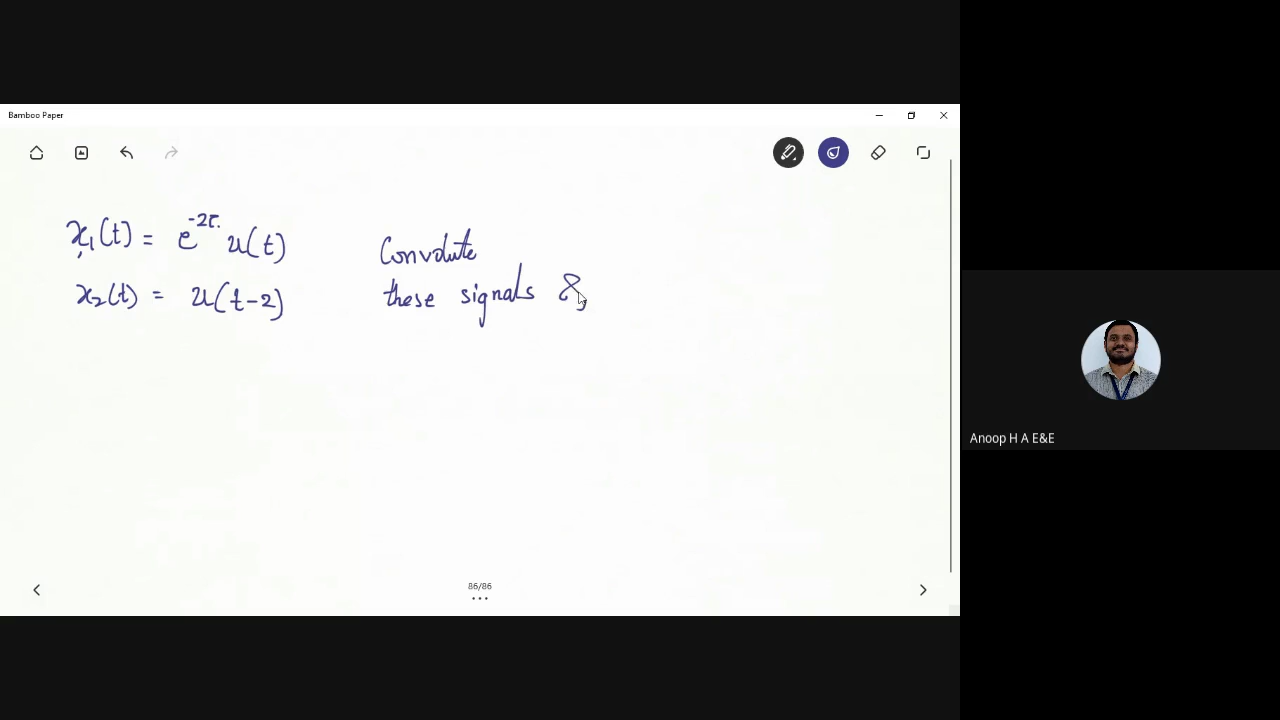 Bamboo Paper
x₁(t) = e^-2t. u(t)
x₂(t) = u(t-2)
Convolute
these signals &
86/86
Anoop H A E&E